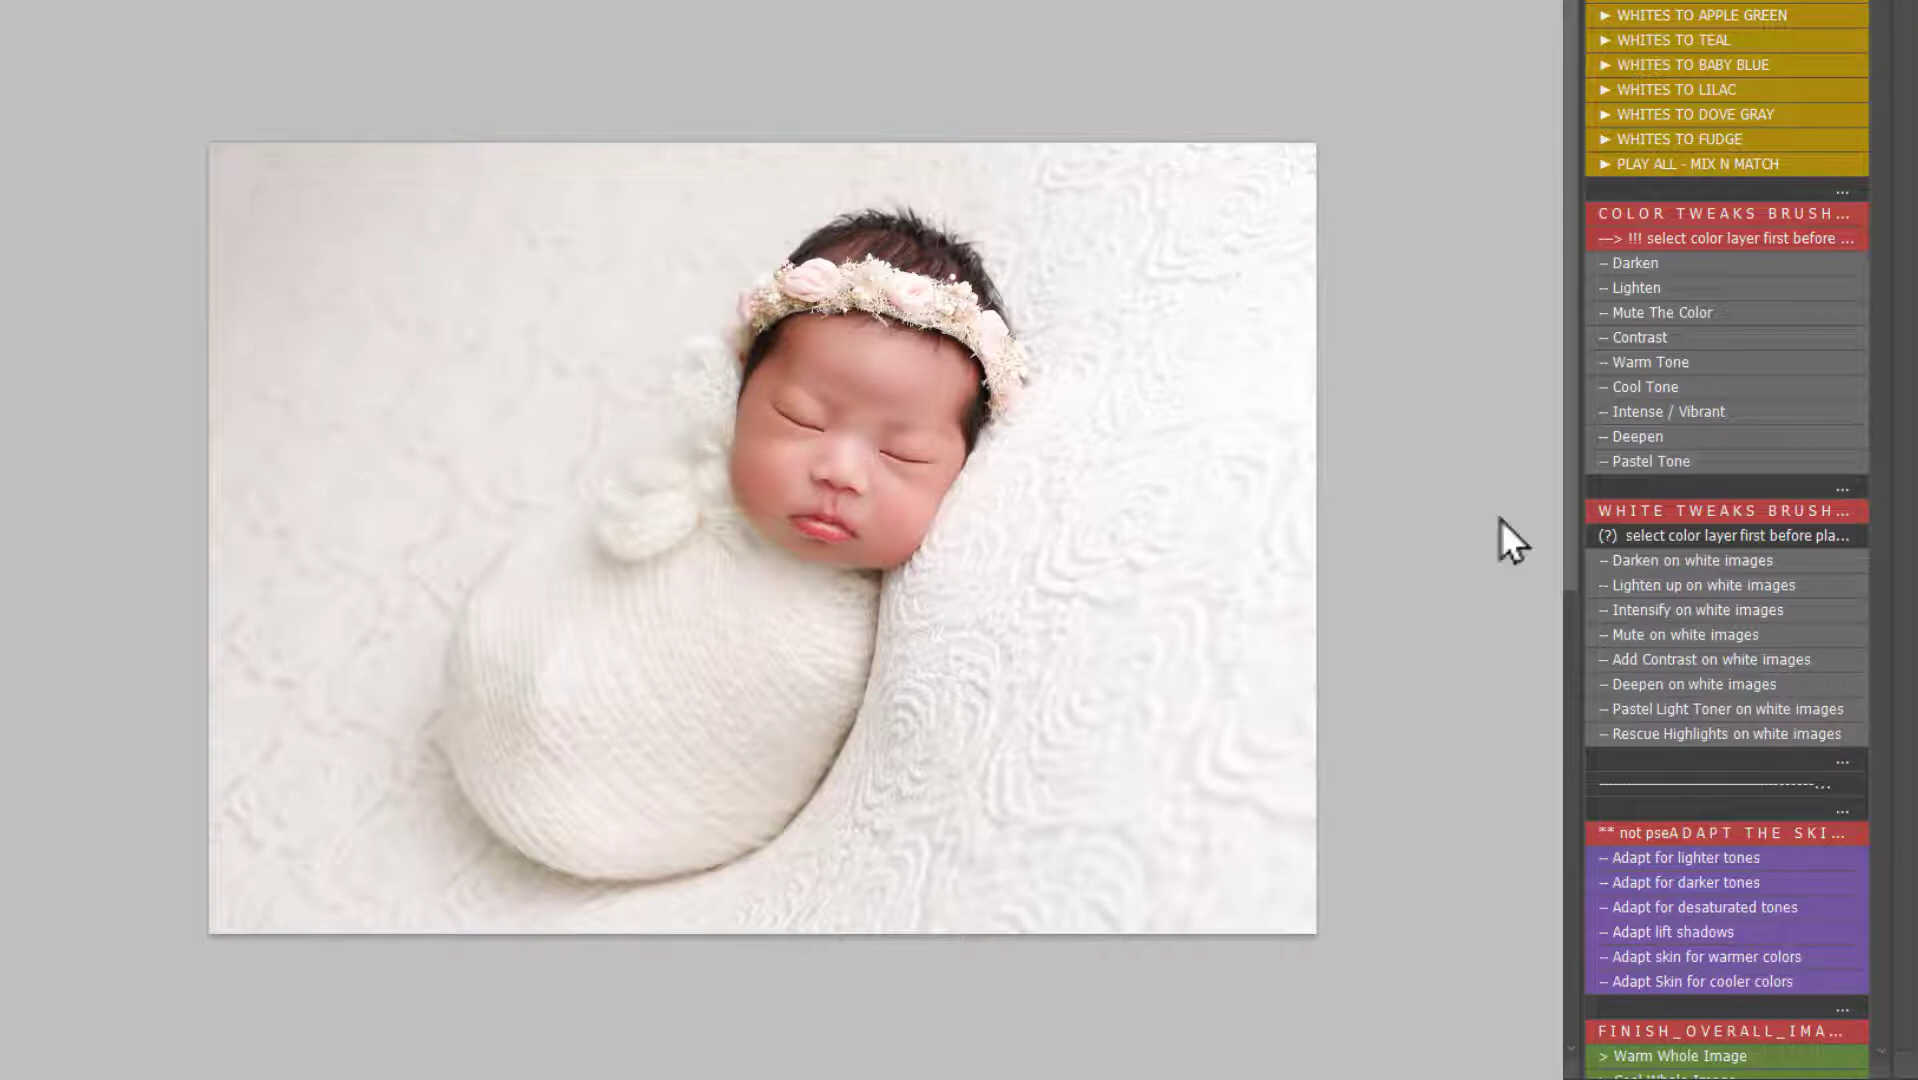 ► WHITES TO APPLE GREEN
► WHITES TO TEAL
► WHITES TO BABY BLUE
► WHITES TO LILAC
► WHITES TO DOVE GRAY
► WHITES TO FUDGE
► PLAY ALL - MIX N MATCH
...
COLOR TWEAKS BRUSH...
---> !!! select color layer first before ...
-- Darken
-- Lighten
-- Mute The Color
-- Contrast
-- Warm Tone
-- Cool Tone
-- Intense / Vibrant
-- Deepen
-- Pastel Tone
...
WHITE TWEAKS BRUSH...
(?) select color layer first before pla...
-- Darken on white images
-- Lighten up on white images
-- Intensify on white images
-- Mute on white images
-- Add Contrast on white images
-- Deepen on white images
-- Pastel Light Toner on white images
-- Rescue Highlights on white images
...
...
** not pseADAPT THE SKI...
-- Adapt for lighter tones
-- Adapt for darker tones
-- Adapt for desaturated tones
-- Adapt lift shadows
-- Adapt skin for warmer colors
-- Adapt Skin for cooler colors
...
FINISH_OVERALL_IMA...
> Warm Whole Image